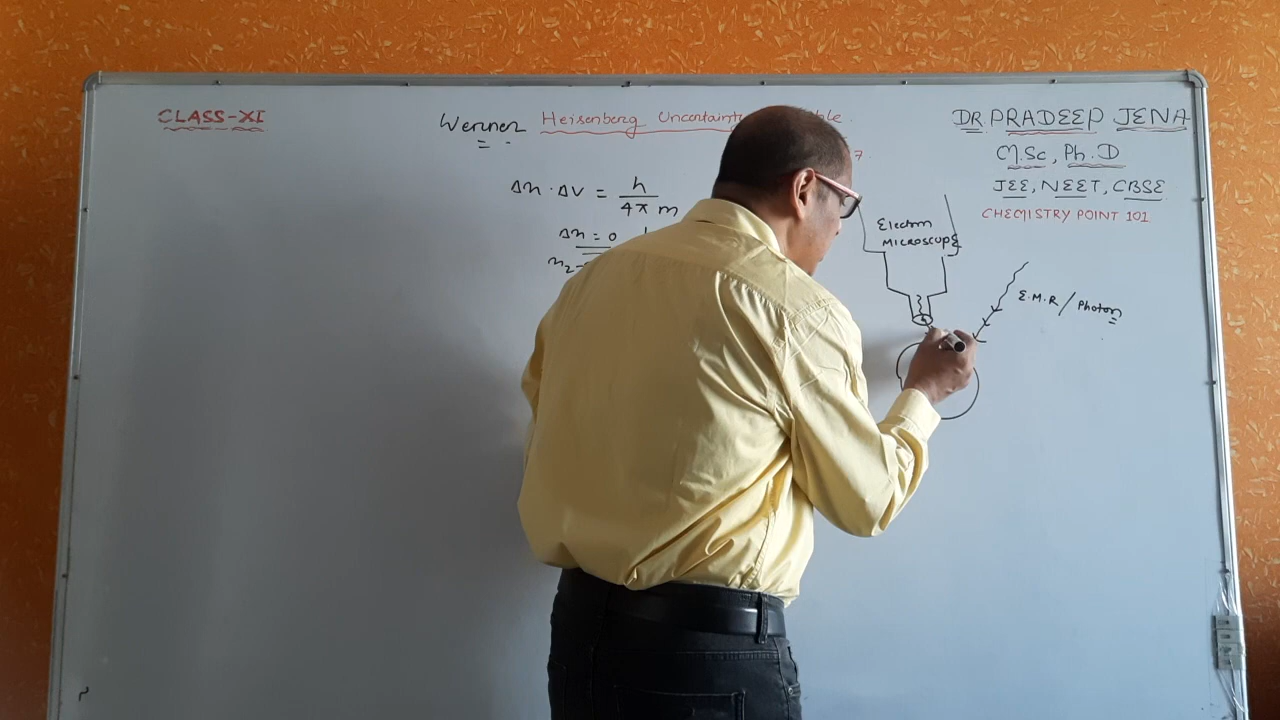 CLASS-XI
Werner Heisenberg
DR. PRADEEP JENA
M.Sc, Ph.D
JEE, NEET, CBSE
CHEMISTRY POINT 101
7
Δx · ΔV = h / 4π m
Δx = 0
Electron
MICROSCOPE
E.M.R / Photon